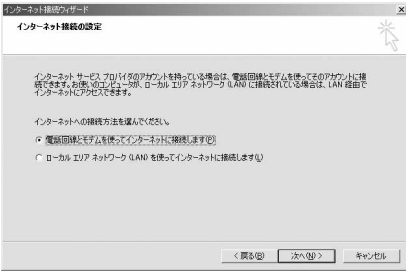 インターネット接続ウィザード
インターネット接続の設定
インターネット サービス プロバイダのアカウントを持っている場合は、電話回線とモデムを使ってそのアカウントに接
続できます。お使いのコンピュータが、ローカル エリア ネットワーク (LAN) に接続されている場合は、LAN 経由で
インターネットにアクセスできます。
インターネットへの接続方法を選んでください。
電話回線とモデムを使ってインターネットに接続します(P)
ローカル エリア ネットワーク (LAN) を使ってインターネットに接続します(L)
< 戻る(B)
次へ(N) >
キャンセル